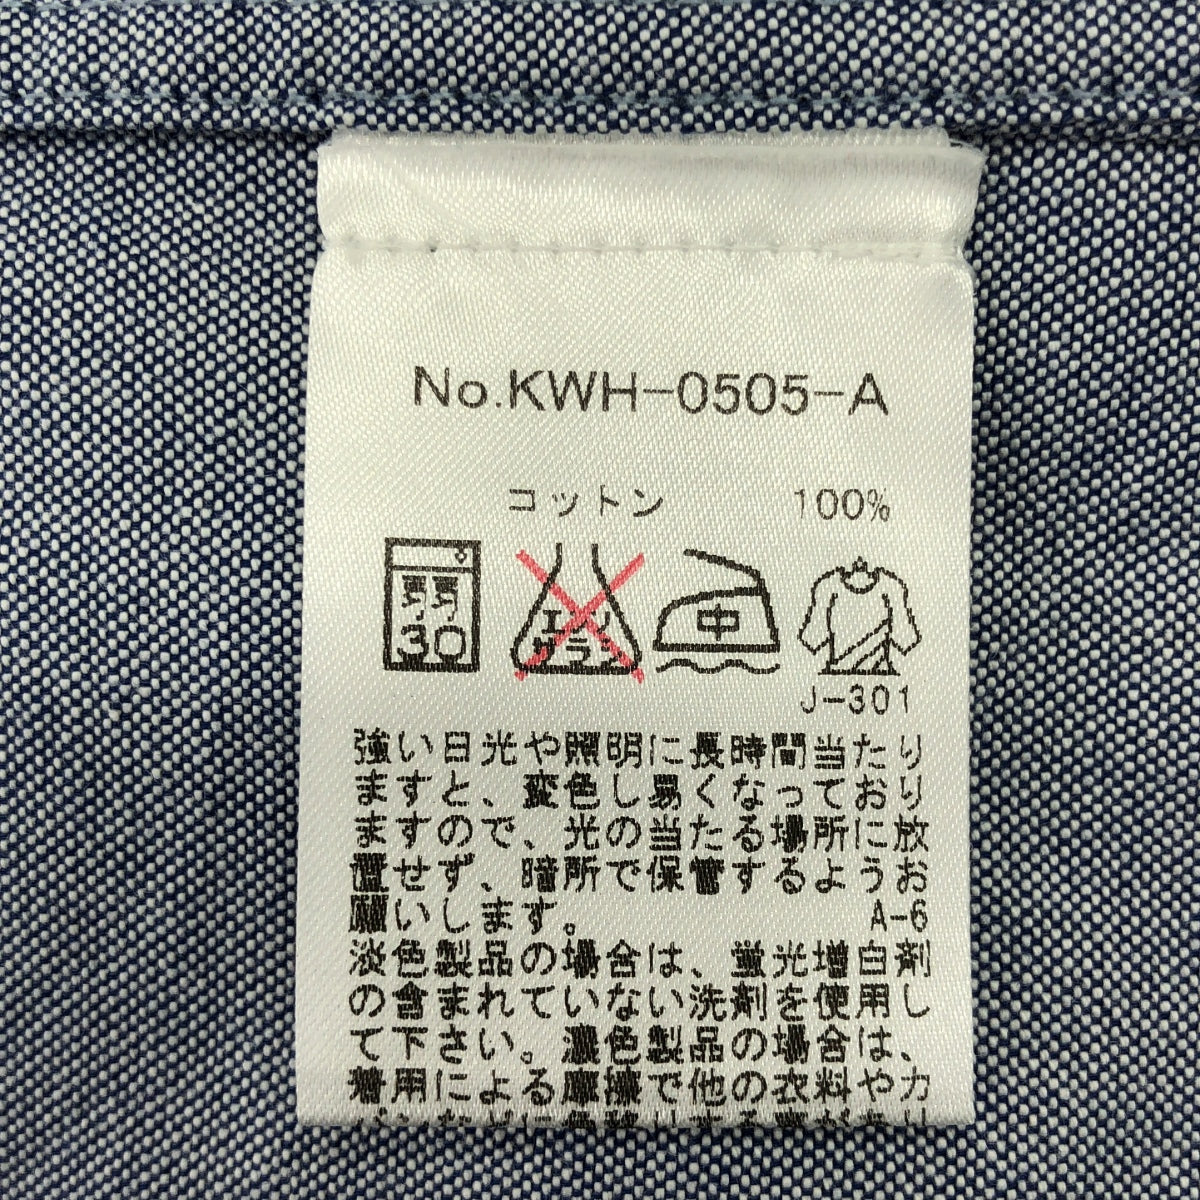 No.KWH-0505-A
コットン 100%
弱 弱
30
エンソ
サラシ
中
J-301
強い日光や照明に長時間当たり
ますと、変色し易くなっており
ますので、光の当たる場所に放
置せず、暗所で保管するようお
願いします。 A-6
淡色製品の場合は、蛍光増白剤
の含まれていない洗剤を使用し
て下さい。濃色製品の場合は、
着用による摩擦で他の衣料やカ